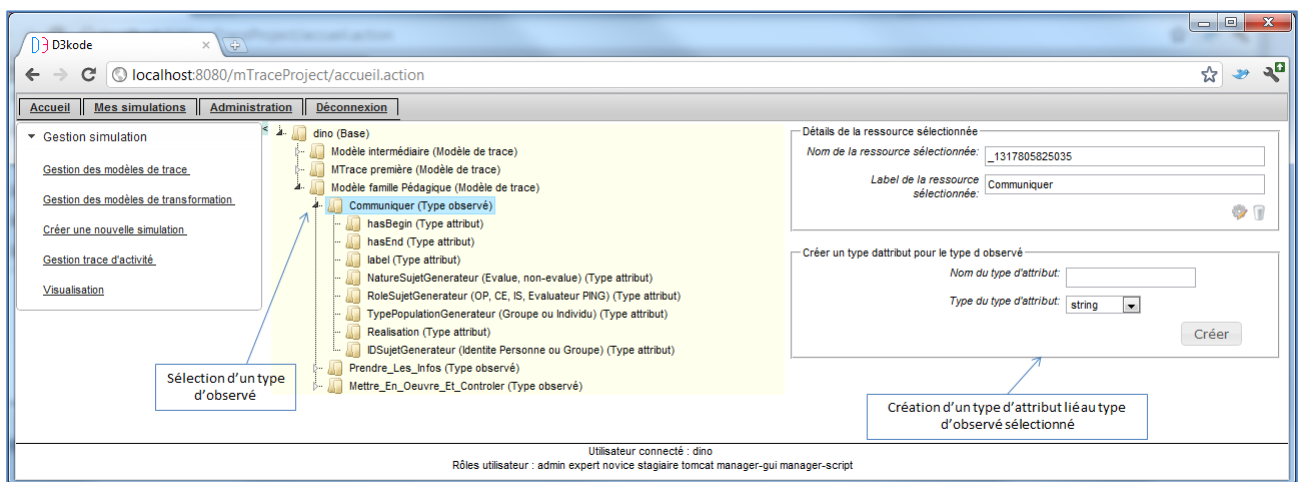 D3kode
localhost:8080/mTraceProject/accueil.action
Accueil
Mes simulations
Administration
Déconnexion
Gestion simulation
Gestion des modèles de trace
Gestion des modèles de transformation
Créer une nouvelle simulation
Gestion trace d'activité
Visualisation
<
dino (Base)
Modèle intermédiaire (Modèle de trace)
MTrace première (Modèle de trace)
Modèle famille Pédagique (Modèle de trace)
Communiquer (Type observé)
hasBegin (Type attribut)
hasEnd (Type attribut)
label (Type attribut)
NatureSujetGenerateur (Evalue, non-evalue) (Type attribut)
RoleSujetGenerateur (OP, CE, IS, Evaluateur PING) (Type attribut)
TypePopulationGenerateur (Groupe ou Individu) (Type attribut)
Realisation (Type attribut)
IDSujetGenerateur (Identite Personne ou Groupe) (Type attribut)
Prendre_Les_Infos (Type observé)
Mettre_En_Oeuvre_Et_Controler (Type observé)
Sélection d'un type
d'observé
Détails de la ressource sélectionnée
Nom de la ressource sélectionnée:
_1317805825035
Label de la ressource
sélectionnée:
Communiquer
Créer un type dattribut pour le type d observé
Nom du type d'attribut:
Type du type d'attribut:
string
Créer
Création d'un type d'attribut lié au type
d'observé sélectionné
Utilisateur connecté : dino
Rôles utilisateur : admin expert novice stagiaire tomcat manager-gui manager-script